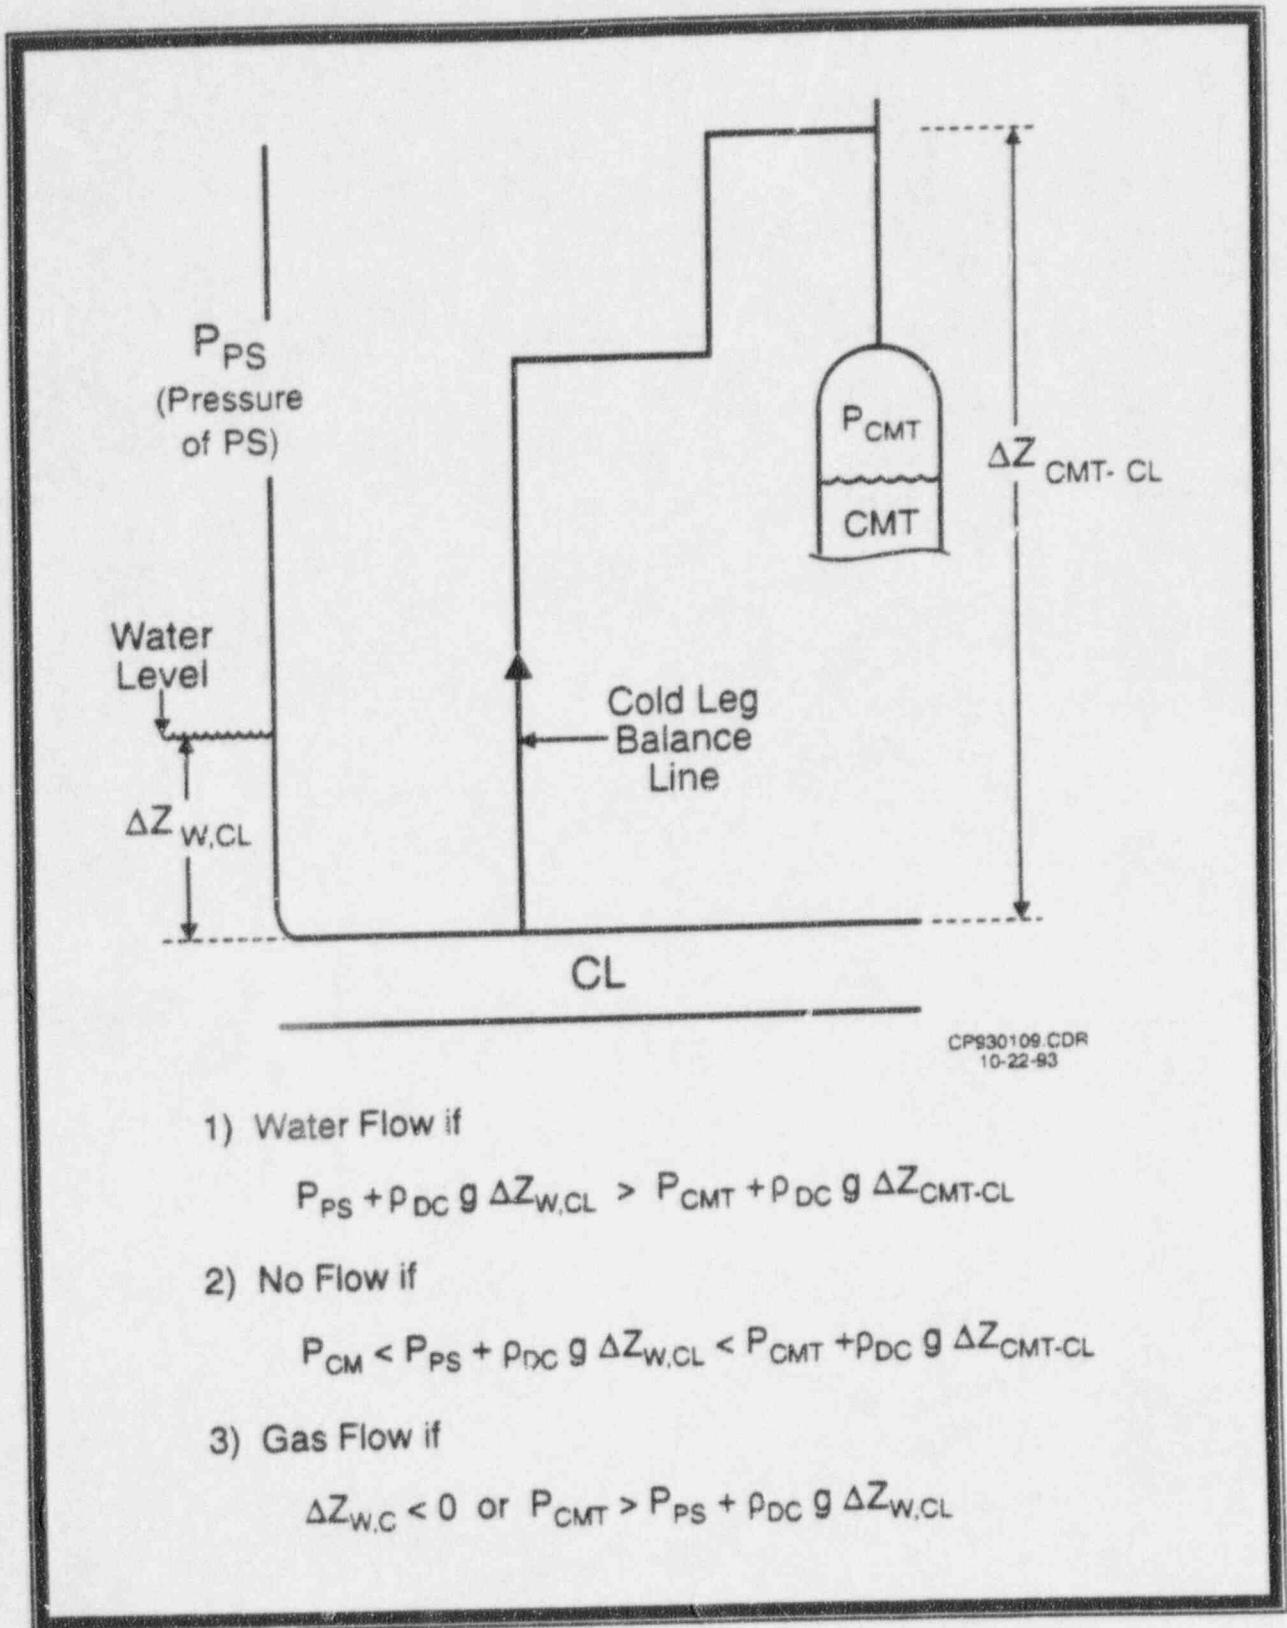 P_PS
(Pressure
of PS)
P_CMT
CMT
ΔZ_CMT- CL
Water
Level
ΔZ_W,CL
Cold Leg
Balance
Line
CL
CP930109.CDR
10-22-93
1) Water Flow if
P_PS + ρ_DC g ΔZ_W,CL > P_CMT + ρ_DC g ΔZ_CMT-CL
2) No Flow if
P_CM < P_PS + ρ_DC g ΔZ_W,CL < P_CMT + ρ_DC g ΔZ_CMT-CL
3) Gas Flow if
ΔZ_W,C < 0 or P_CMT > P_PS + ρ_DC g ΔZ_W,CL